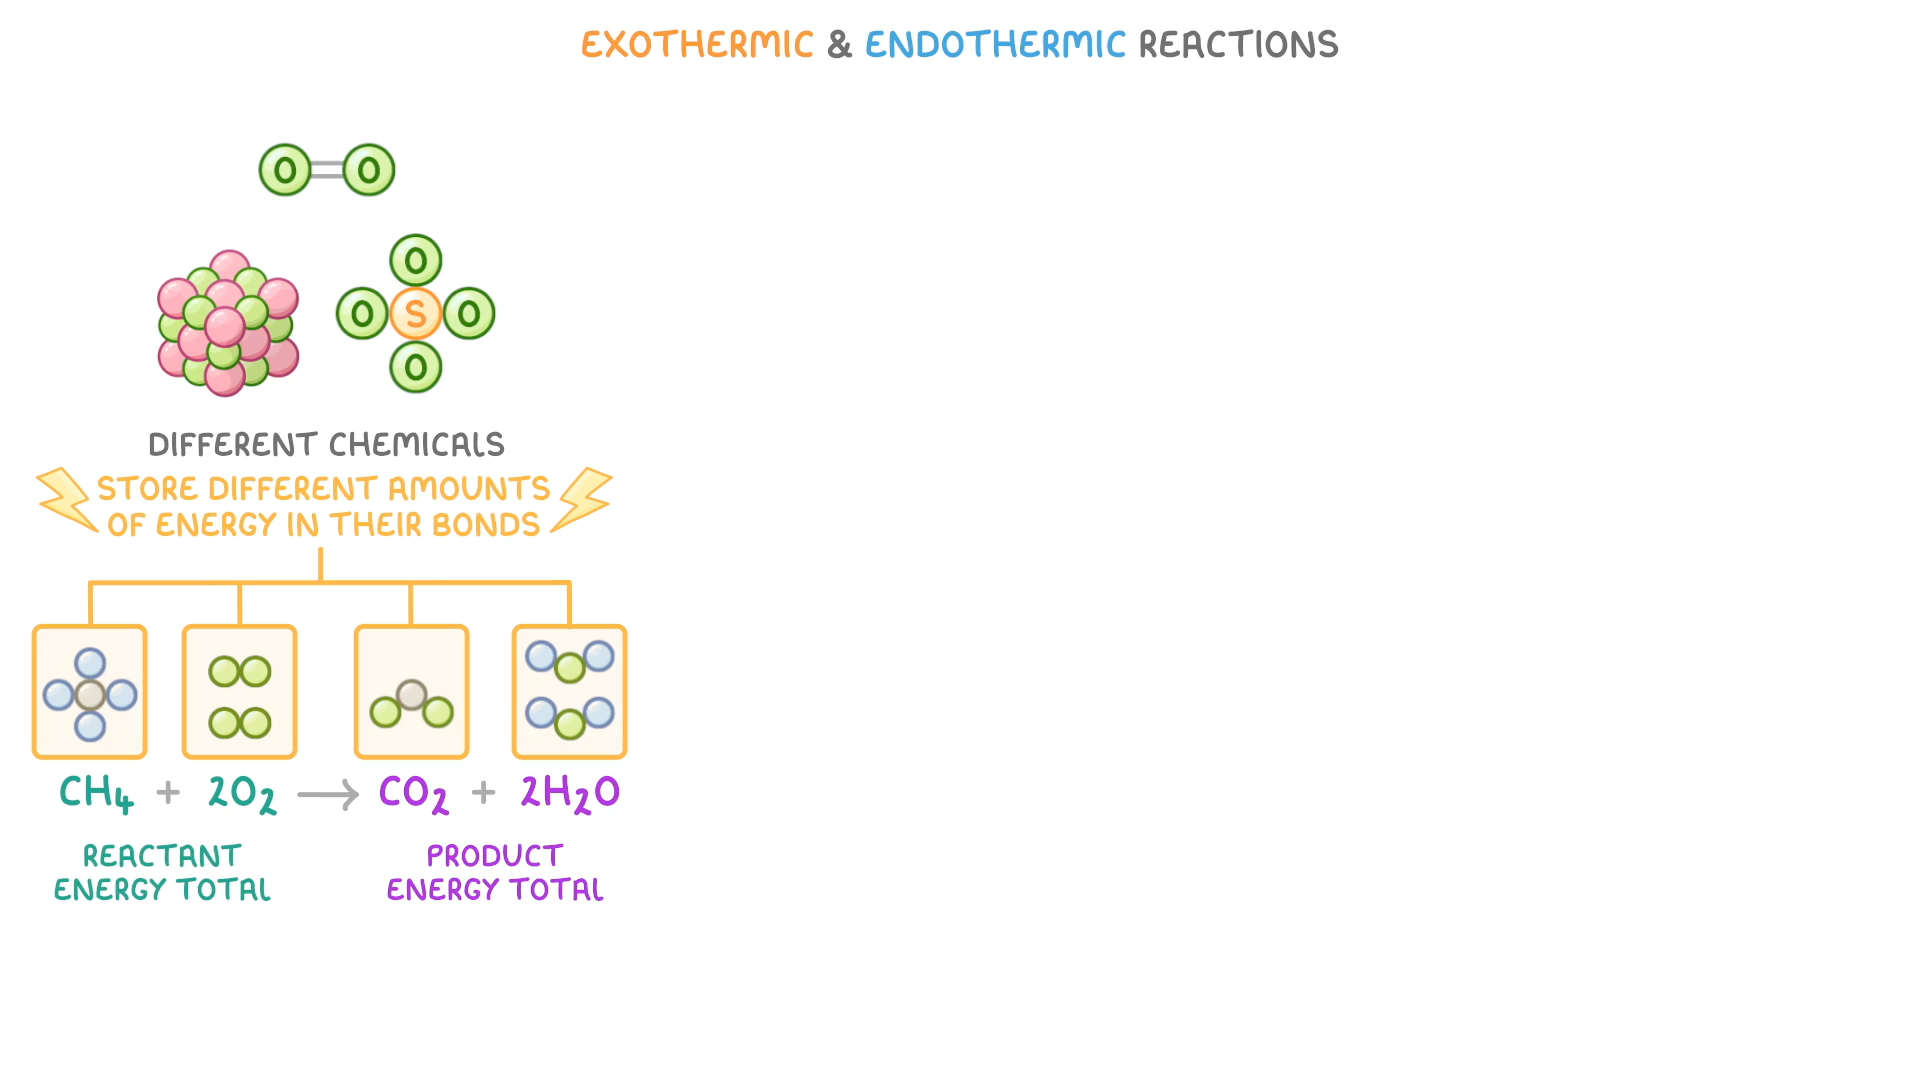 EXOTHERMIC & ENDOTHERMIC REACTIONS
O O
O
O S O
O
DIFFERENT CHEMICALS
STORE DIFFERENT AMOUNTS
OF ENERGY IN THEIR BONDS
CH₄ + 2O₂ → CO₂ + 2H₂O
REACTANT
ENERGY TOTAL
PRODUCT
ENERGY TOTAL